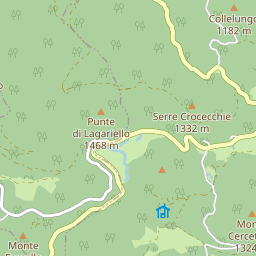 Collelungo
1182 m
Punte
di Lagariello
1468 m
Serre Crocecchie
1332 m
Monte
Mo
Cerce
1324